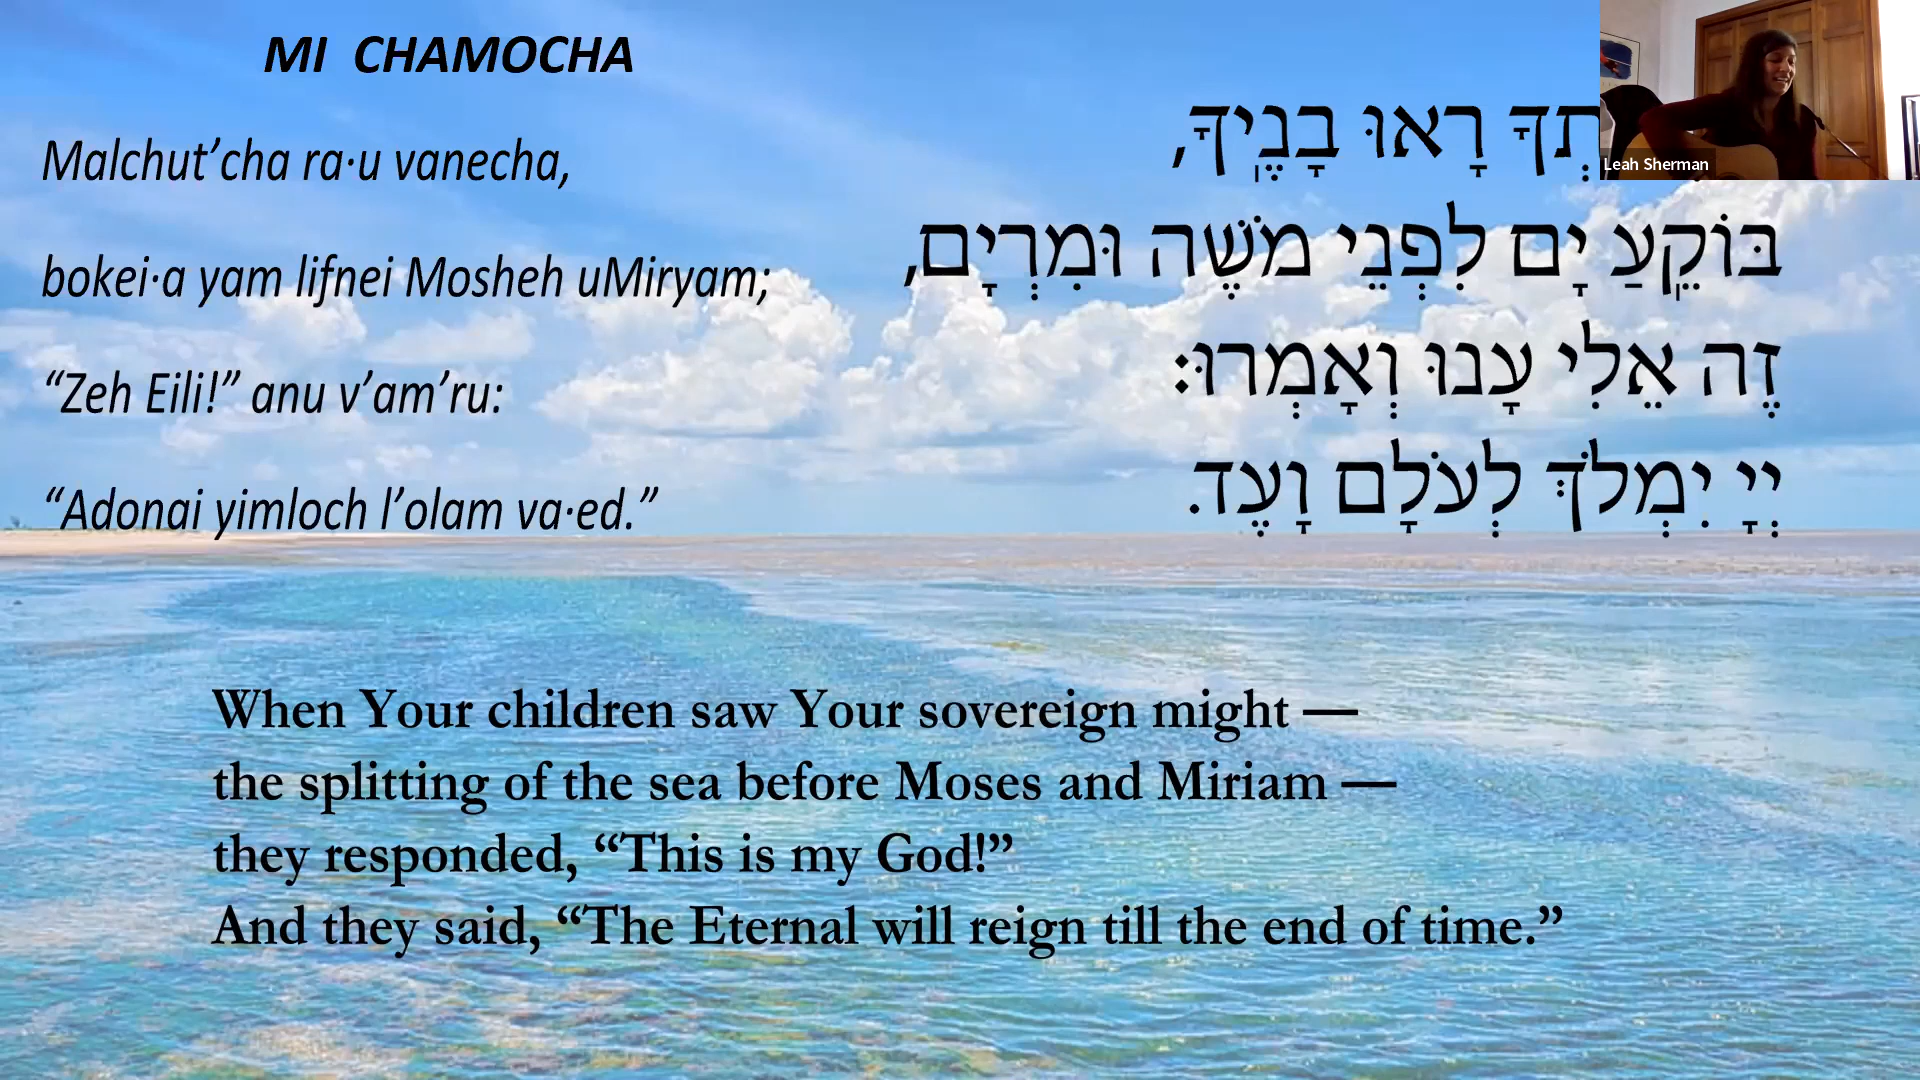 MI CHAMOCHA
Malchut’cha ra·u vanecha,
bokei·a yam lifnei Mosheh uMiryam;
“Zeh Eili!” anu v’am’ru:
“Adonai yimloch l’olam va·ed.”
רָאוּ בָנֶֽיךָ,
בּוֹקֵֽעַ יָם לִפְנֵי מֹשֶׁה וּמִרְיָם,
זֶה אֵלִי עָנוּ וְאָמְרוּ:
יְיָ יִמְלֹךְ לְעֹלָם וָעֶד.
Leah Sherman
When Your children saw Your sovereign might —
the splitting of the sea before Moses and Miriam —
they responded, “This is my God!”
And they said, “The Eternal will reign till the end of time.”